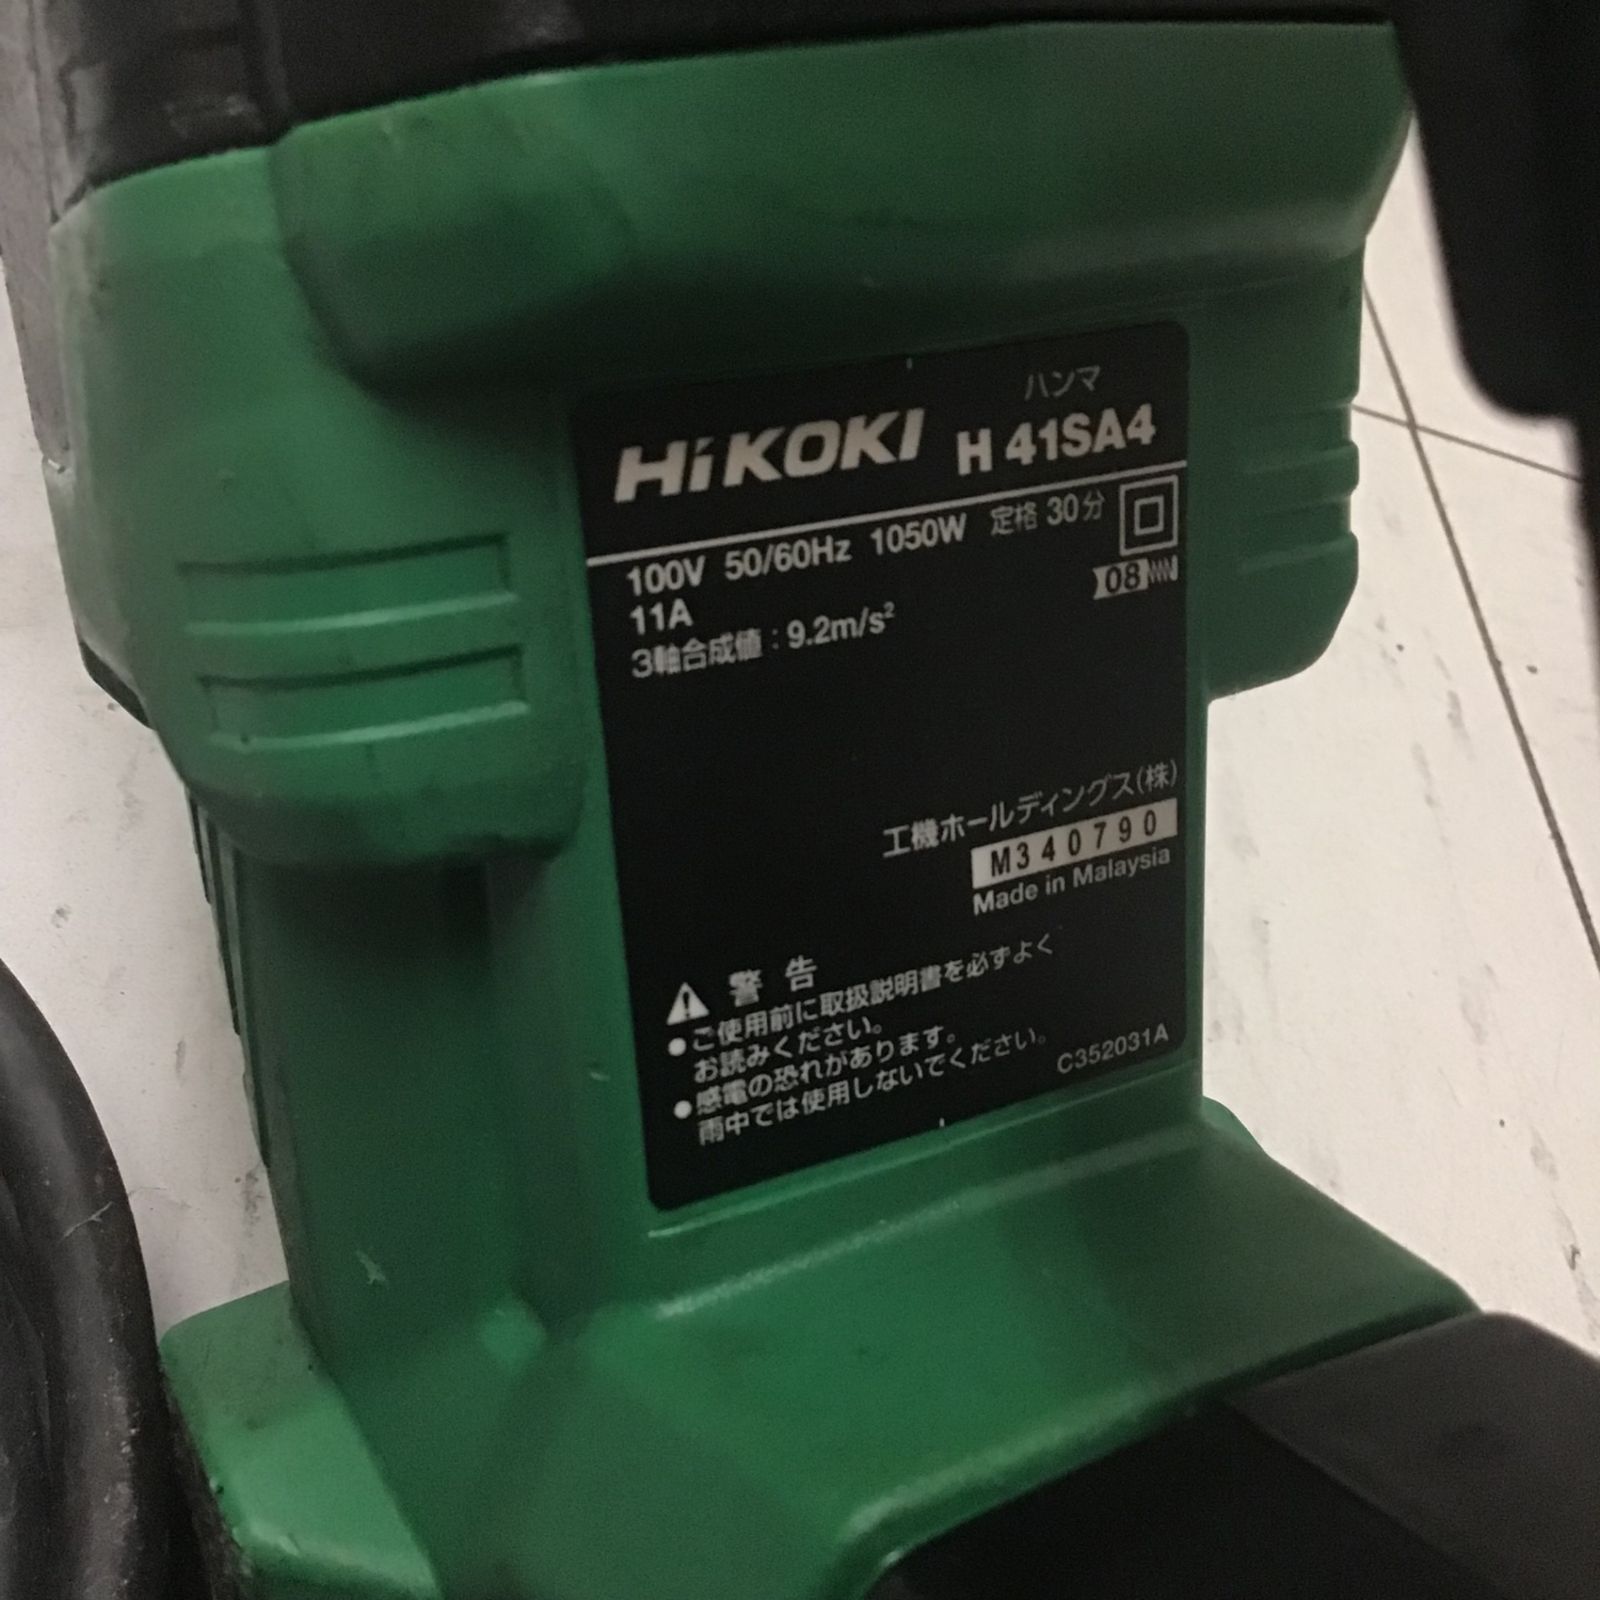 ハンマ
HiKOKI H 41SA4
100V 50/60Hz 1050W 定格 30分
11A
08
3軸合成値：9.2m/s²
工機ホールディングス(株)
M340790
Made in Malaysia
警告
●ご使用前に取扱説明書を必ずよく
お読みください。
●感電の恐れがあります。
雨中では使用しないでください。
C352031A